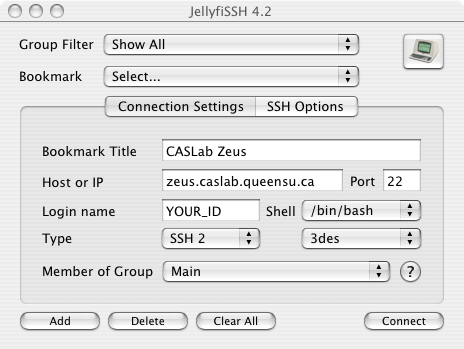 JellyfiSSH 4.2
Group Filter Show All
Bookmark Select...
Connection Settings SSH Options
Bookmark Title CASLab Zeus
Host or IP zeus.caslab.queensu.ca Port 22
Login name YOUR_ID Shell /bin/bash
Type SSH 2 3des
Member of Group Main ?
Add Delete Clear All Connect